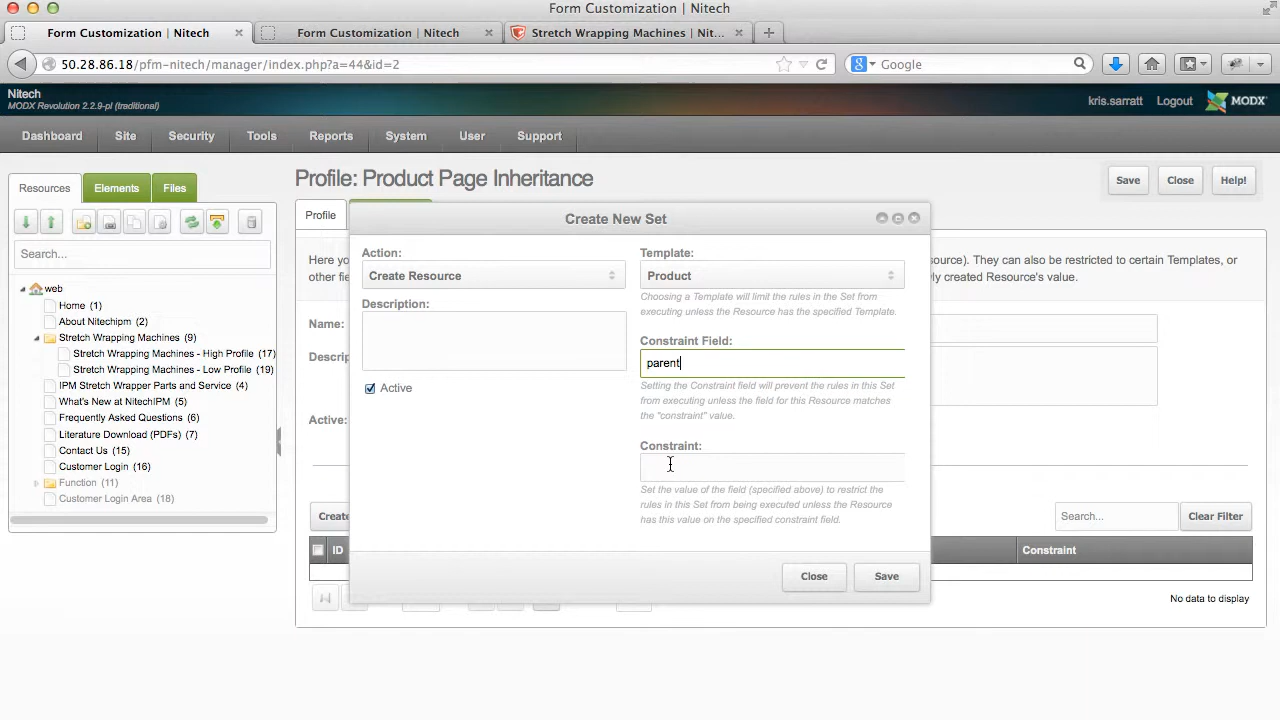 Form Customization | Nitech
Form Customization | Nitech
Form Customization | Nitech
Stretch Wrapping Machines | Nit...
50.28.86.18/pfm-nitech/manager/index.php?a=44&id=2
Google
Nitech
MODX Revolution 2.2.9-pl (traditional)
kris.sarratt
Logout
MODX
Dashboard
Site
Security
Tools
Reports
System
User
Support
Resources
Elements
Files
Search...
web
Home (1)
About Nitechipm (2)
Stretch Wrapping Machines (9)
Stretch Wrapping Machines - High Profile (17)
Stretch Wrapping Machines - Low Profile (19)
IPM Stretch Wrapper Parts and Service (4)
What's New at NitechIPM (5)
Frequently Asked Questions (6)
Literature Download (PDFs) (7)
Contact Us (15)
Customer Login (16)
Function (11)
Customer Login Area (18)
Profile: Product Page Inheritance
Save
Close
Help!
Profile
Here yo
source). They can also be restricted to certain Templates, or
other fiel
ly created Resource's value.
Name:
Descrip
Active:
Create
Search...
Clear Filter
ID
Constraint
No data to display
Create New Set
Action:
Create Resource
Description:
Active
Template:
Product
Choosing a Template will limit the rules in the Set from
executing unless the Resource has the specified Template.
Constraint Field:
parent
Setting the Constraint field will prevent the rules in this Set
from executing unless the field for this Resource matches
the "constraint" value.
Constraint:
Set the value of the field (specified above) to restrict the
rules in this Set from being executed unless the Resource
has this value on the specified constraint field.
Close
Save